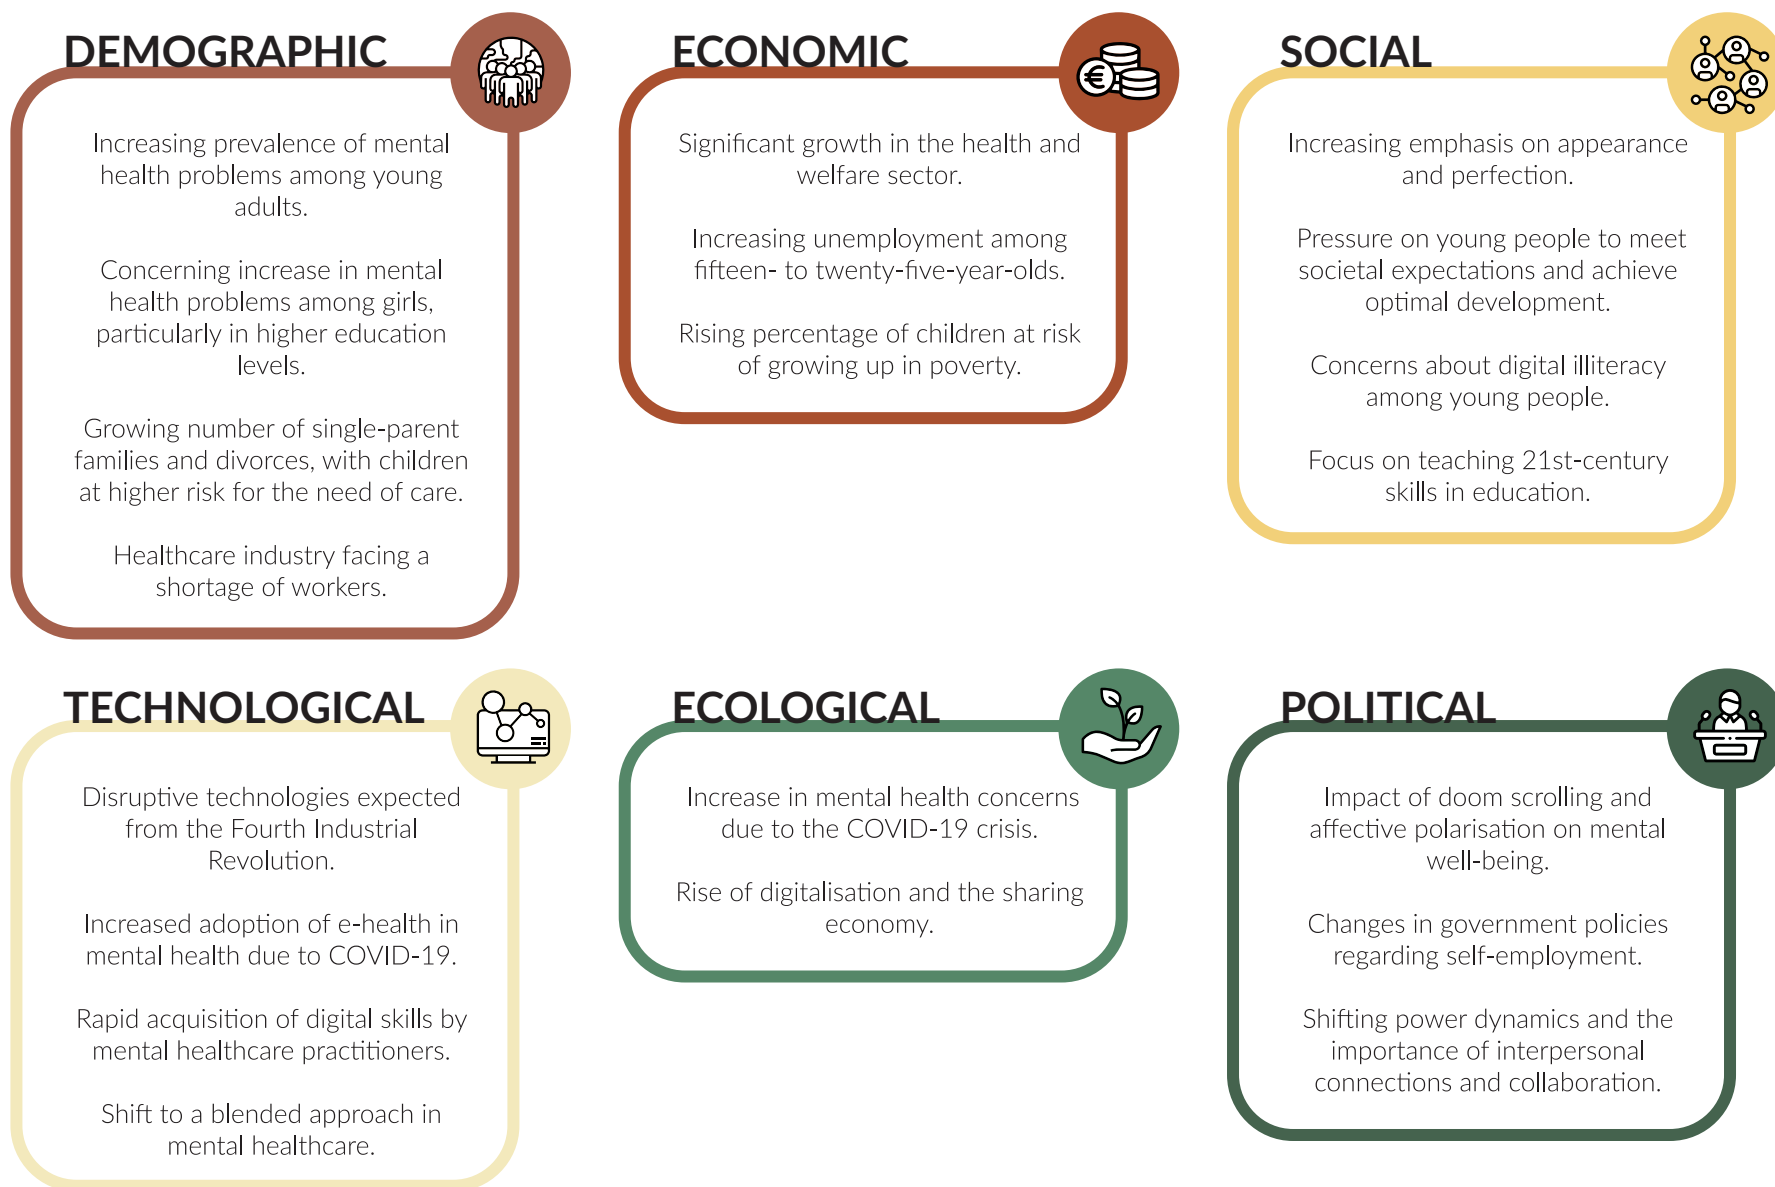 DEMOGRAPHIC
Increasing prevalence of mental
health problems among young
adults.
Concerning increase in mental
health problems among girls,
particularly in higher education
levels.
Growing number of single-parent
families and divorces, with children
at higher risk for the need of care.
Healthcare industry facing a
shortage of workers.
ECONOMIC
Significant growth in the health and
welfare sector.
Increasing unemployment among
fifteen- to twenty-five-year-olds.
Rising percentage of children at risk
of growing up in poverty.
SOCIAL
Increasing emphasis on appearance
and perfection.
Pressure on young people to meet
societal expectations and achieve
optimal development.
Concerns about digital illiteracy
among young people.
Focus on teaching 21st-century
skills in education.
TECHNOLOGICAL
Disruptive technologies expected
from the Fourth Industrial
Revolution.
Increased adoption of e-health in
mental health due to COVID-19.
Rapid acquisition of digital skills by
mental healthcare practitioners.
Shift to a blended approach in
mental healthcare.
ECOLOGICAL
Increase in mental health concerns
due to the COVID-19 crisis.
Rise of digitalisation and the sharing
economy.
POLITICAL
Impact of doom scrolling and
affective polarisation on mental
well-being.
Changes in government policies
regarding self-employment.
Shifting power dynamics and the
importance of interpersonal
connections and collaboration.